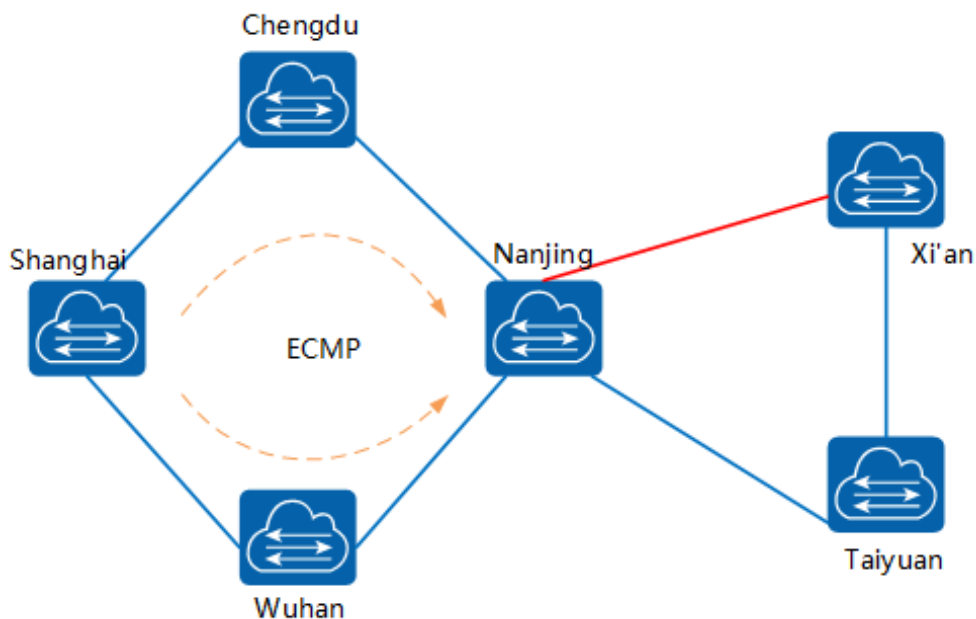 Chengdu
Shanghai
Nanjing
Xi'an
ECMP
Taiyuan
Wuhan